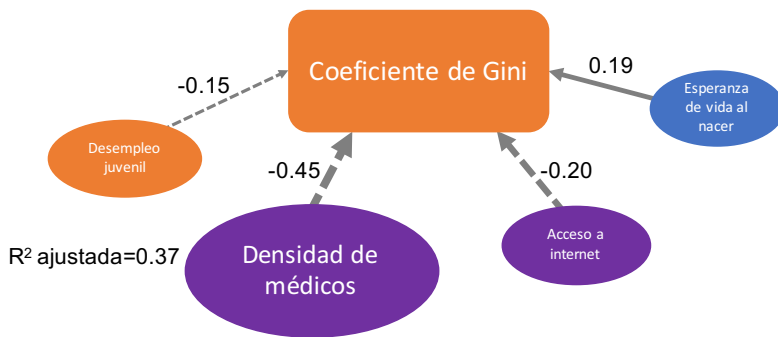 Coeficiente de Gini
-0.15
0.19
Esperanza
de vida al
nacer
Desempleo
juvenil
-0.45
-0.20
R² ajustada=0.37
Densidad de
médicos
Acceso a
internet